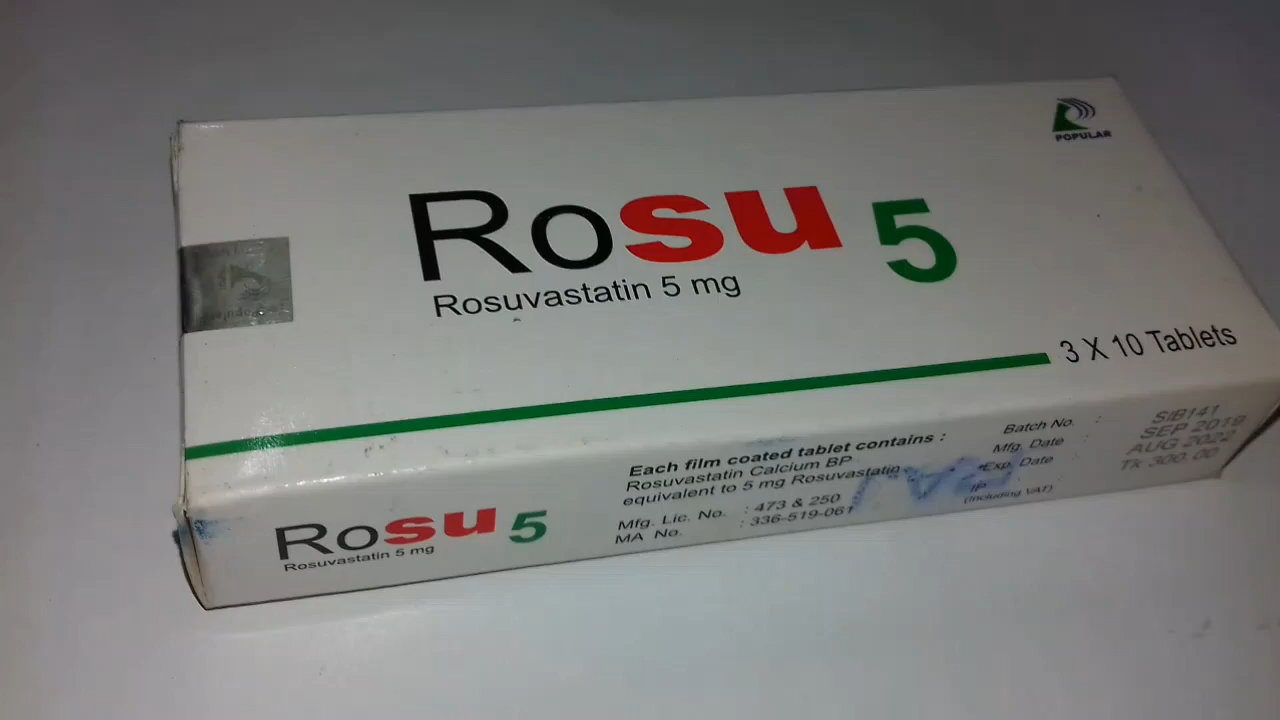 POPULAR
Rosu 5
Rosuvastatin 5 mg
3 X 10 Tablets
Rosu 5
Rosuvastatin 5 mg
Each film coated tablet contains :
Rosuvastatin Calcium BP
equivalent to 5 mg Rosuvastatin
Mfg. Lic. No. : 473 & 250
MA No. : 336-519-061
Batch No. : SIB141
Mfg. Date : SEP 2019
Exp. Date : AUG 2022
Tk 300.00
(Including VAT)